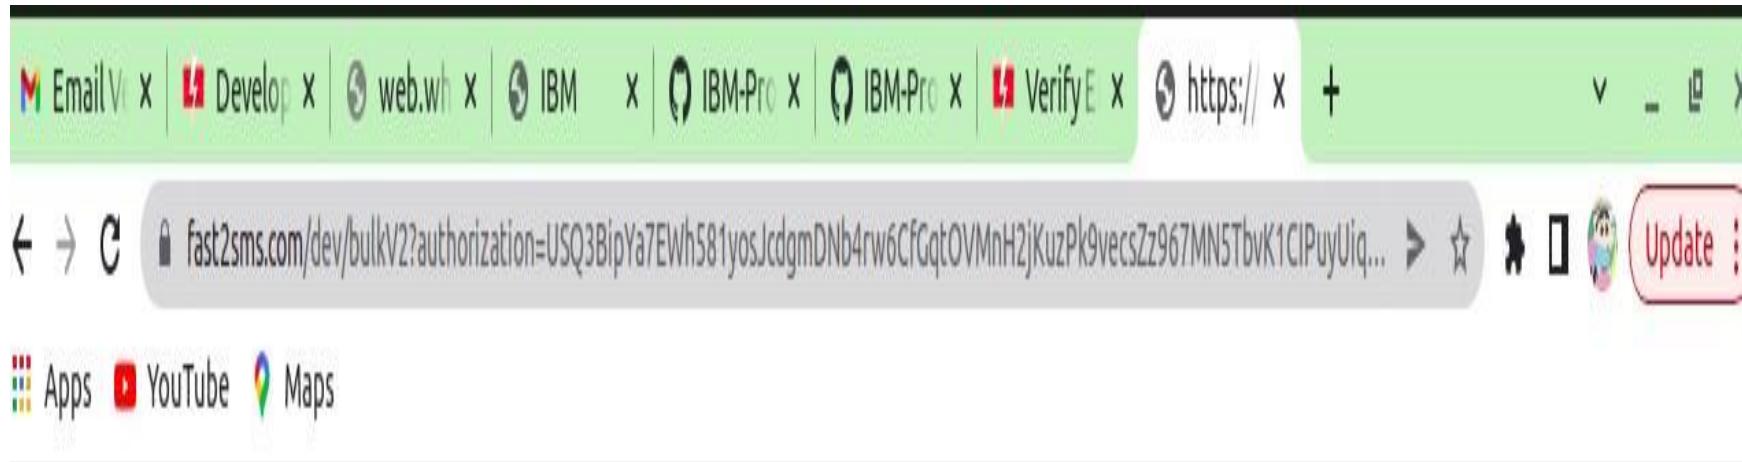 Email V Develop web.wh IBM IBM-Pro IBM-Pro Verify E https://
fast2sms.com/dev/bulkV2?authorization=USQ3BipYa7EWh581yosJcdgmDNb4rw6CfGqtOVMnH2jKuzPk9vecsZz967MN5TbvK1CIPuyUiq... Update
Apps YouTube Maps